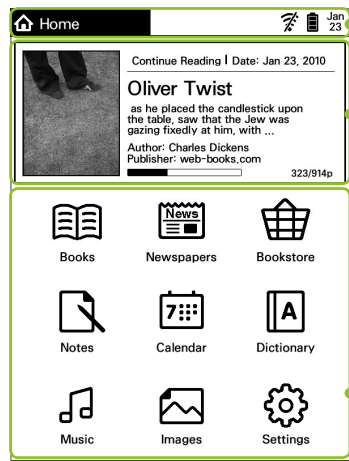 Home
Jan
23
Continue Reading | Date: Jan 23, 2010
Oliver Twist
as he placed the candlestick upon
the table, saw that the Jew was
gazing fixedly at him, with ...
Author: Charles Dickens
Publisher: web-books.com
323/914p
Books
News
Newspapers
Bookstore
Notes
7
Calendar
A
Dictionary
Music
Images
Settings